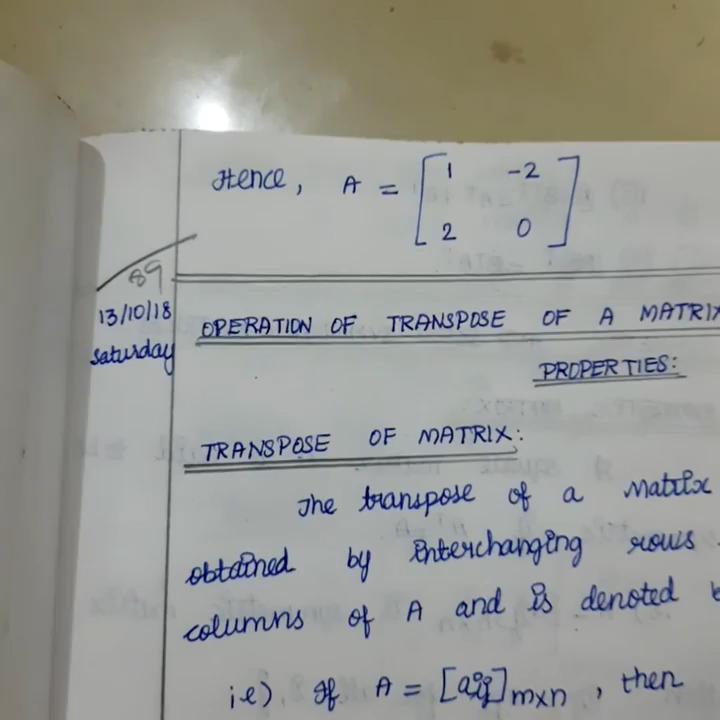 Hence, A = [ 1 -2
2 0 ]
89
13/10/18
Saturday
OPERATION OF TRANSPOSE OF A MATRIX
PROPERTIES:
TRANSPOSE OF MATRIX:
The transpose of a Matrix
obtained by interchanging rows
columns of A and is denoted
i.e) If A = [aij]m×n , then